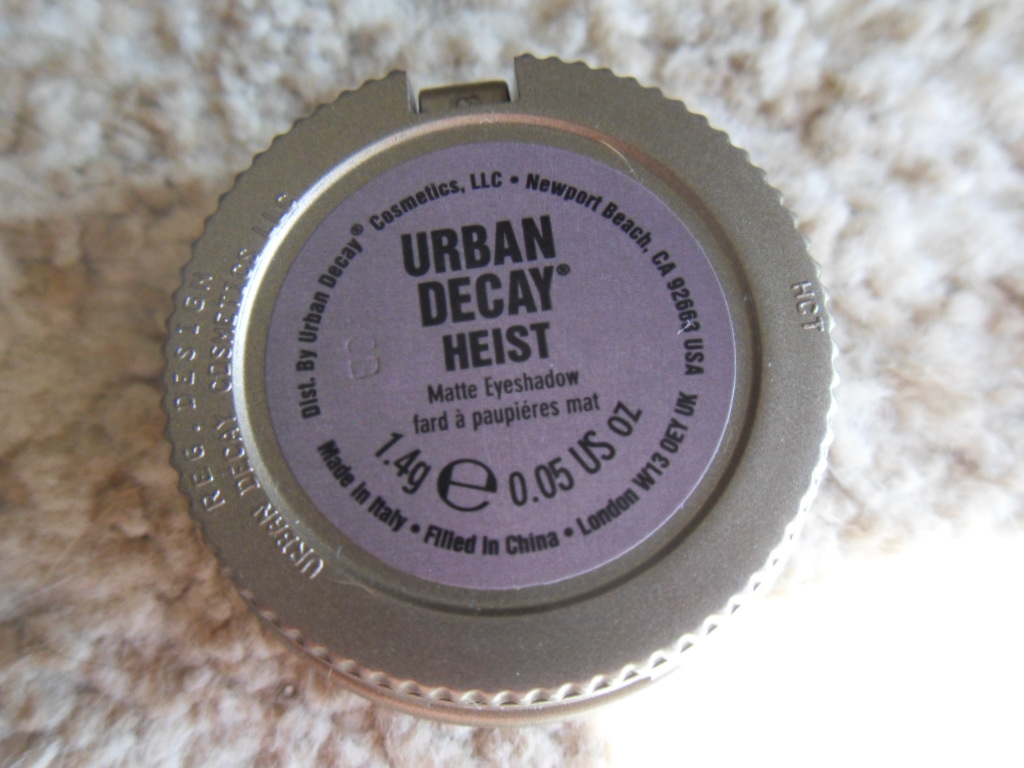 Dist. By Urban Decay® Cosmetics, LLC • Newport Beach, CA 92663 USA
URBAN
DECAY®
HEIST
Matte Eyeshadow
fard à paupiéres mat
1.4g ℮ 0.05 US OZ
Made in Italy • Filled in China • London W13 OEY UK
REG. DESIGN
URBAN DECAY COSMETICS LLC
HCT